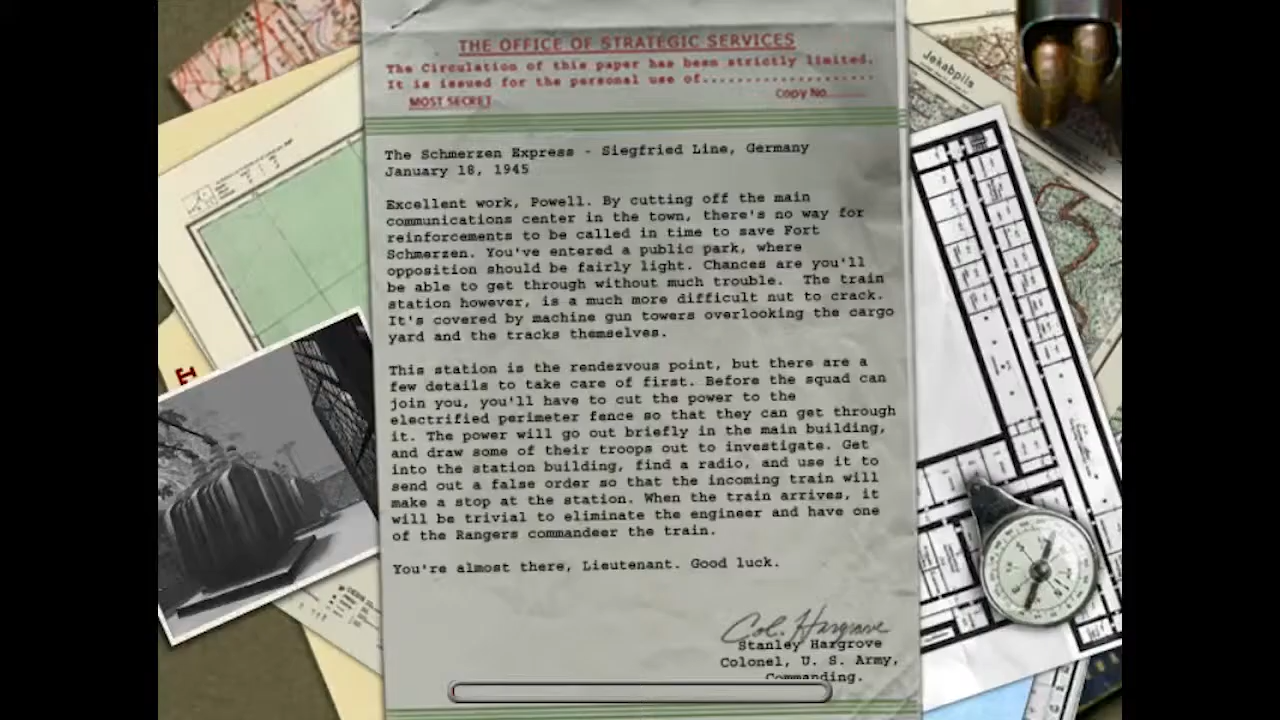 THE OFFICE OF STRATEGIC SERVICES
The Circulation of this paper has been strictly limited.
It is issued for the personal use of....................
MOST SECRET
Copy No.......
The Schmerzen Express - Siegfried Line, Germany
January 18, 1945
Excellent work, Powell. By cutting off the main
communications center in the town, there's no way for
reinforcements to be called in time to save Fort
Schmerzen. You've entered a public park, where
opposition should be fairly light. Chances are you'll
be able to get through without much trouble. The train
station however, is a much more difficult nut to crack.
It's covered by machine gun towers overlooking the cargo
yard and the tracks themselves.
This station is the rendezvous point, but there are a
few details to take care of first. Before the squad can
join you, you'll have to cut the power to the
electrified perimeter fence so that they can get through
it. The power will go out briefly in the main building,
and draw some of their troops out to investigate. Get
into the station building, find a radio, and use it to
send out a false order so that the incoming train will
make a stop at the station. When the train arrives, it
will be trivial to eliminate the engineer and have one
of the Rangers commandeer the train.
You're almost there, Lieutenant. Good luck.
Col. Hargrove
Stanley Hargrove
Colonel, U. S. Army,
Commanding.
Jekabpils